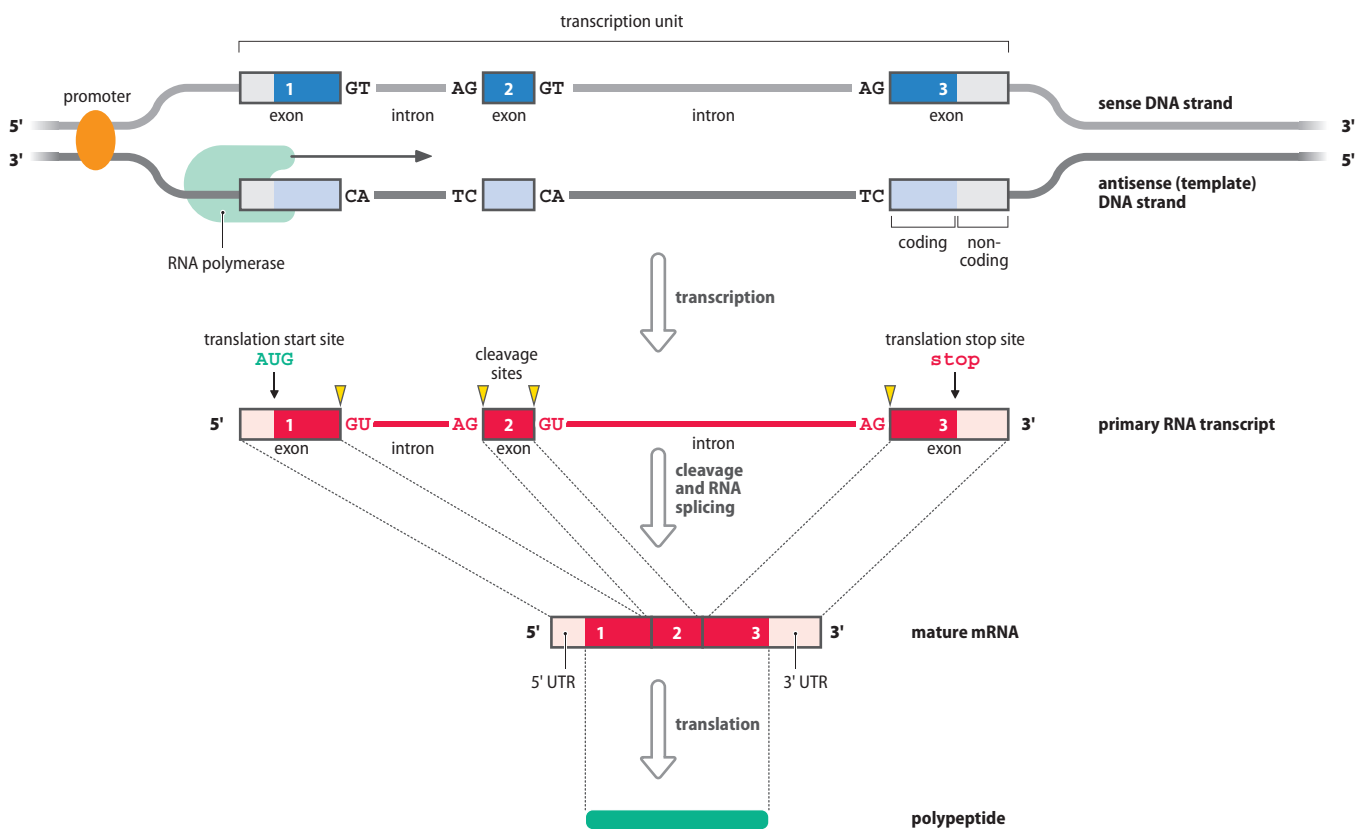 transcription unit
promoter
1
GT
AG
2
GT
AG
3
exon
intron
exon
intron
exon
sense DNA strand
5'
3'
3'
5'
CA
TC
CA
TC
antisense (template)
DNA strand
coding
non-
coding
RNA polymerase
transcription
translation start site
AUG
cleavage
sites
translation stop site
stop
5'
1
GU
AG
2
GU
AG
3
3'
primary RNA transcript
exon
intron
exon
intron
exon
cleavage
and RNA
splicing
5'
1
2
3
3'
mature mRNA
5' UTR
3' UTR
translation
polypeptide